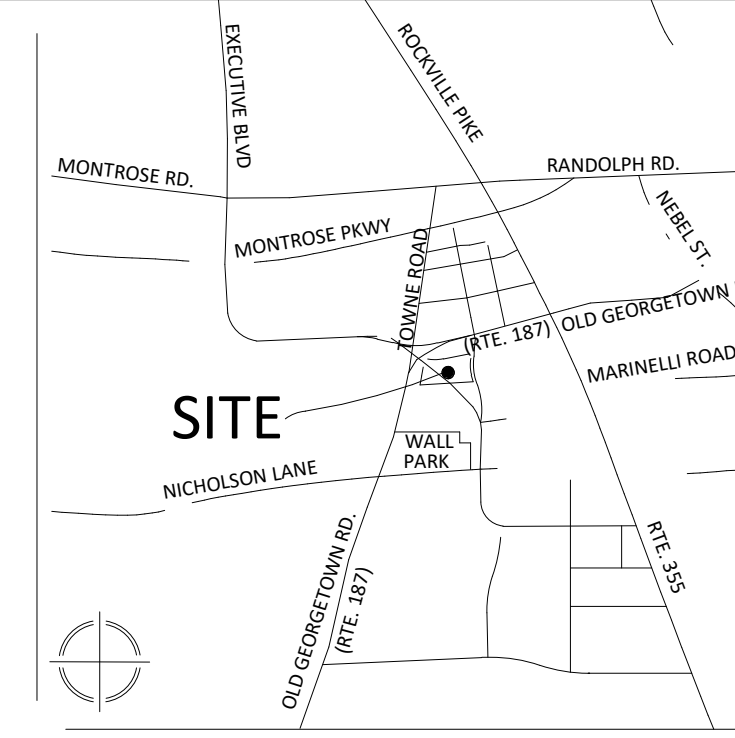 EXECUTIVE BLVD
ROCKVILLE PIKE
MONTROSE RD.
RANDOLPH RD.
NEBEL ST.
MONTROSE PKWY
TOWNE ROAD
OLD GEORGETOWN
(RTE. 187)
MARINELLI ROAD
SITE
WALL
PARK
NICHOLSON LANE
OLD GEORGETOWN RD.
(RTE. 187)
RTE. 355